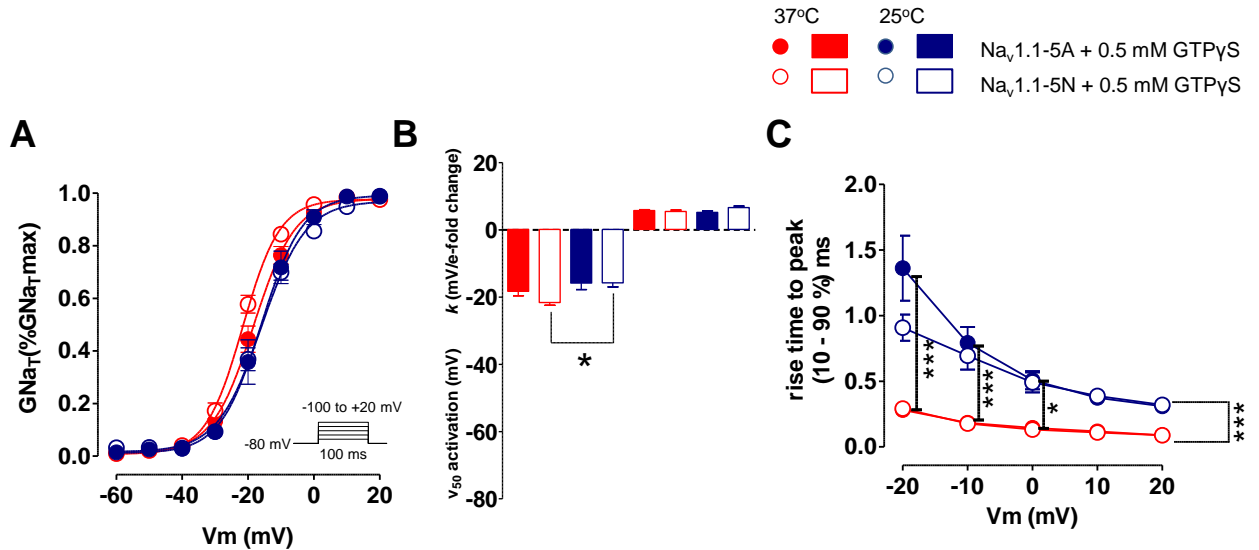 37°C 25°C
Naᵥ1.1-5A + 0.5 mM GTPγS
Naᵥ1.1-5N + 0.5 mM GTPγS
A
GNa_T(%GNa_Tmax)
1.0
0.8
0.6
0.4
0.2
0.0
-60 -40 -20 0 20
Vm (mV)
-100 to +20 mV
-80 mV
100 ms
B
k (mV/e-fold change)
v₅₀ activation (mV)
20
0
-20
-40
-60
-80
*
C
rise time to peak
(10 - 90 %) ms
2.0
1.5
1.0
0.5
0.0
-20 -10 0 10 20
Vm (mV)
***
***
*
***